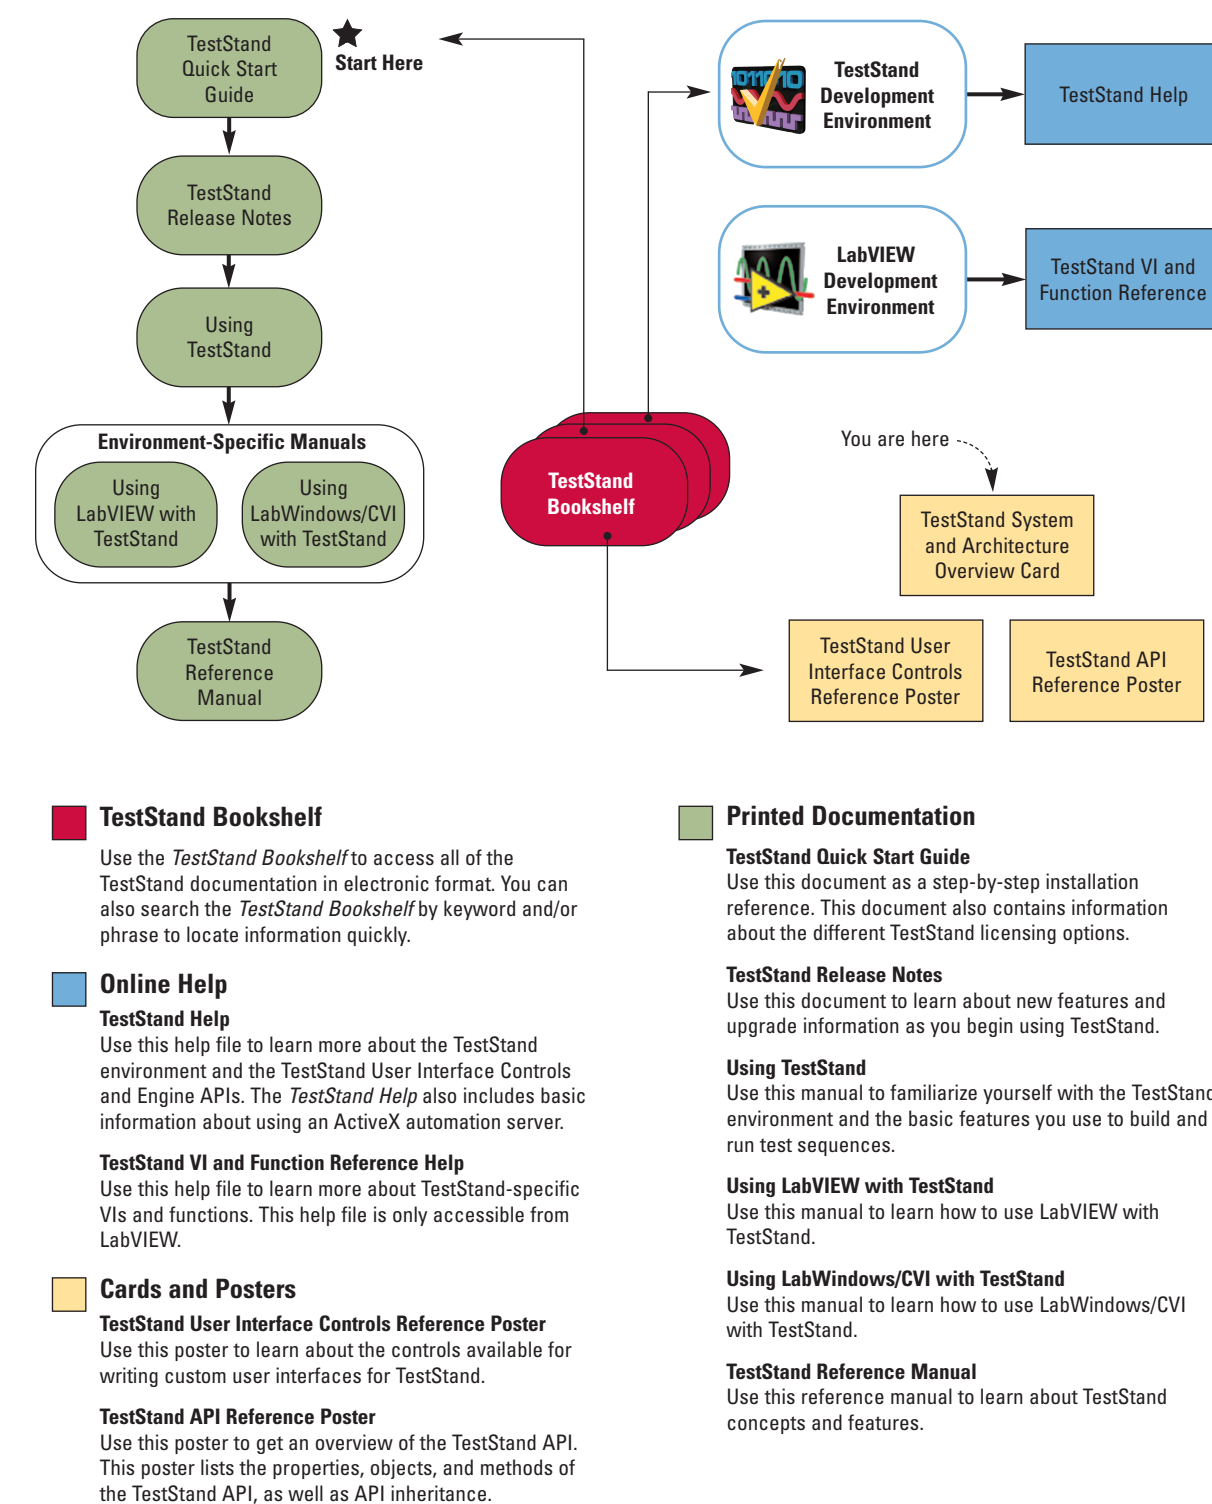 TestStand
Quick Start
Guide
Start Here
TestStand
Release Notes
Using
TestStand
Environment-Specific Manuals
Using
LabVIEW with
TestStand
Using
LabWindows/CVI
with TestStand
TestStand
Reference
Manual
TestStand
Bookshelf
TestStand
Development
Environment
TestStand Help
LabVIEW
Development
Environment
TestStand VI and
Function Reference
You are here
TestStand System
and Architecture
Overview Card
TestStand User
Interface Controls
Reference Poster
TestStand API
Reference Poster
TestStand Bookshelf
Use the TestStand Bookshelf to access all of the
TestStand documentation in electronic format. You can
also search the TestStand Bookshelf by keyword and/or
phrase to locate information quickly.
Online Help
TestStand Help
Use this help file to learn more about the TestStand
environment and the TestStand User Interface Controls
and Engine APIs. The TestStand Help also includes basic
information about using an ActiveX automation server.
TestStand VI and Function Reference Help
Use this help file to learn more about TestStand-specific
VIs and functions. This help file is only accessible from
LabVIEW.
Cards and Posters
TestStand User Interface Controls Reference Poster
Use this poster to learn about the controls available for
writing custom user interfaces for TestStand.
TestStand API Reference Poster
Use this poster to get an overview of the TestStand API.
This poster lists the properties, objects, and methods of
the TestStand API, as well as API inheritance.
Printed Documentation
TestStand Quick Start Guide
Use this document as a step-by-step installation
reference. This document also contains information
about the different TestStand licensing options.
TestStand Release Notes
Use this document to learn about new features and
upgrade information as you begin using TestStand.
Using TestStand
Use this manual to familiarize yourself with the TestStand
environment and the basic features you use to build and
run test sequences.
Using LabVIEW with TestStand
Use this manual to learn how to use LabVIEW with
TestStand.
Using LabWindows/CVI with TestStand
Use this manual to learn how to use LabWindows/CVI
with TestStand.
TestStand Reference Manual
Use this reference manual to learn about TestStand
concepts and features.